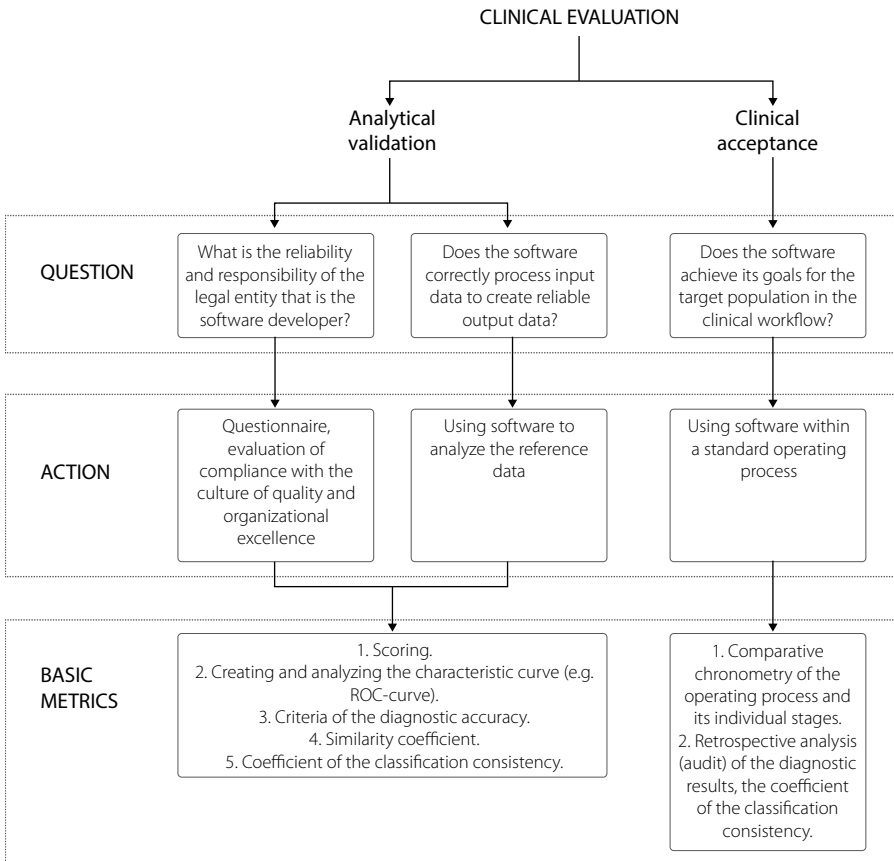 CLINICAL EVALUATION
Analytical
validation
Clinical
acceptance
QUESTION
What is the reliability
and responsibility of the
legal entity that is the
software developer?
Does the software
correctly process input
data to create reliable
output data?
Does the software
achieve its goals for the
target population in the
clinical workflow?
ACTION
Questionnaire,
evaluation of
compliance with the
culture of quality and
organizational
excellence
Using software to
analyze the reference
data
Using software within
a standard operating
process
BASIC
METRICS
1. Scoring.
2. Creating and analyzing the characteristic curve (e.g.
ROC-curve).
3. Criteria of the diagnostic accuracy.
4. Similarity coefficient.
5. Coefficient of the classification consistency.
1. Comparative
chronometry of the
operating process and
its individual stages.
2. Retrospective analysis
(audit) of the diagnostic
results, the coefficient
of the classification
consistency.